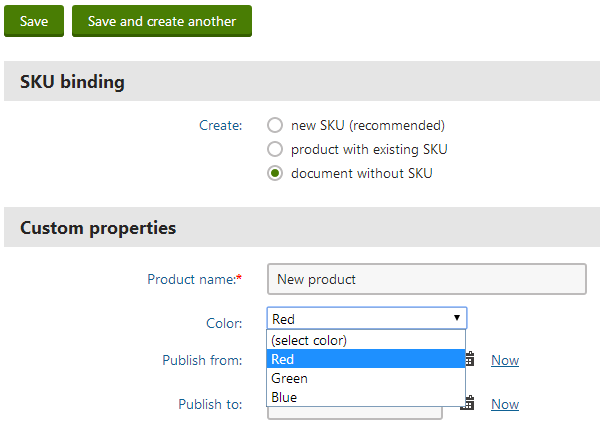 Save Save and create another
SKU binding
Create: new SKU (recommended)
product with existing SKU
document without SKU
Custom properties
Product name:* New product
Color: Red
(select color)
Publish from: Red Now
Green
Blue
Publish to: Now